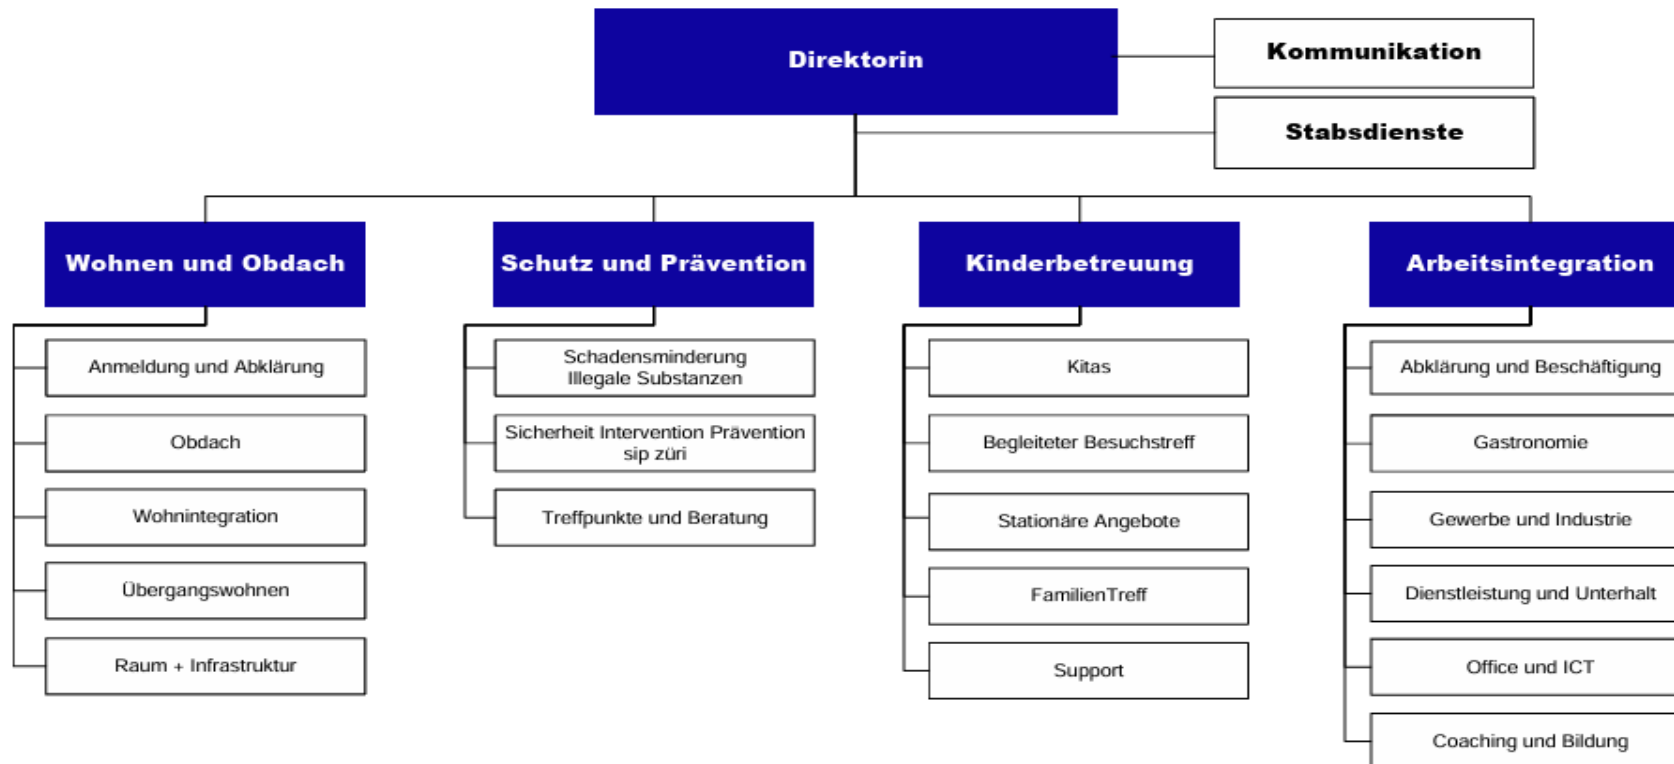 Direktorin
Kommunikation
Stabsdienste
Wohnen und Obdach
Anmeldung und Abklärung
Obdach
Wohnintegration
Übergangswohnen
Raum + Infrastruktur
Schutz und Prävention
Schadensminderung
Illegale Substanzen
Sicherheit Intervention Prävention
sip züri
Treffpunkte und Beratung
Kinderbetreuung
Kitas
Begleiteter Besuchstreff
Stationäre Angebote
FamilienTreff
Support
Arbeitsintegration
Abklärung und Beschäftigung
Gastronomie
Gewerbe und Industrie
Dienstleistung und Unterhalt
Office und ICT
Coaching und Bildung